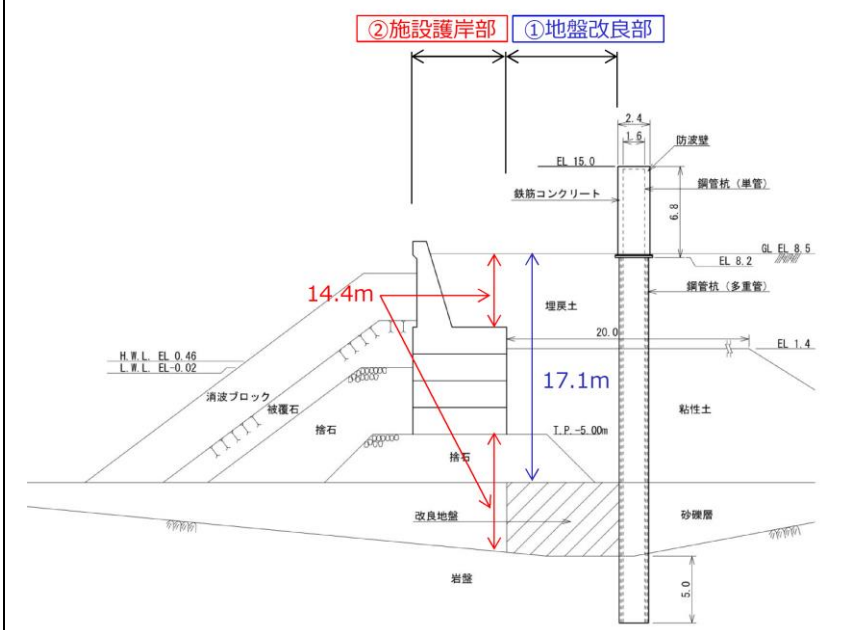 ②施設護岸部 ①地盤改良部
2.4
1.6
防波壁
EL 15.0
鋼管杭（単管）
鉄筋コンクリート
6.8
GL EL 8.5
EL 8.2
鋼管杭（多重管）
14.4m
埋戻土
20.0
EL 1.4
H.W.L. EL 0.46
L.W.L. EL-0.02
17.1m
消波ブロック
被覆石
粘性土
捨石
T.P.-5.00m
捨石
改良地盤
砂礫層
岩盤
5.0